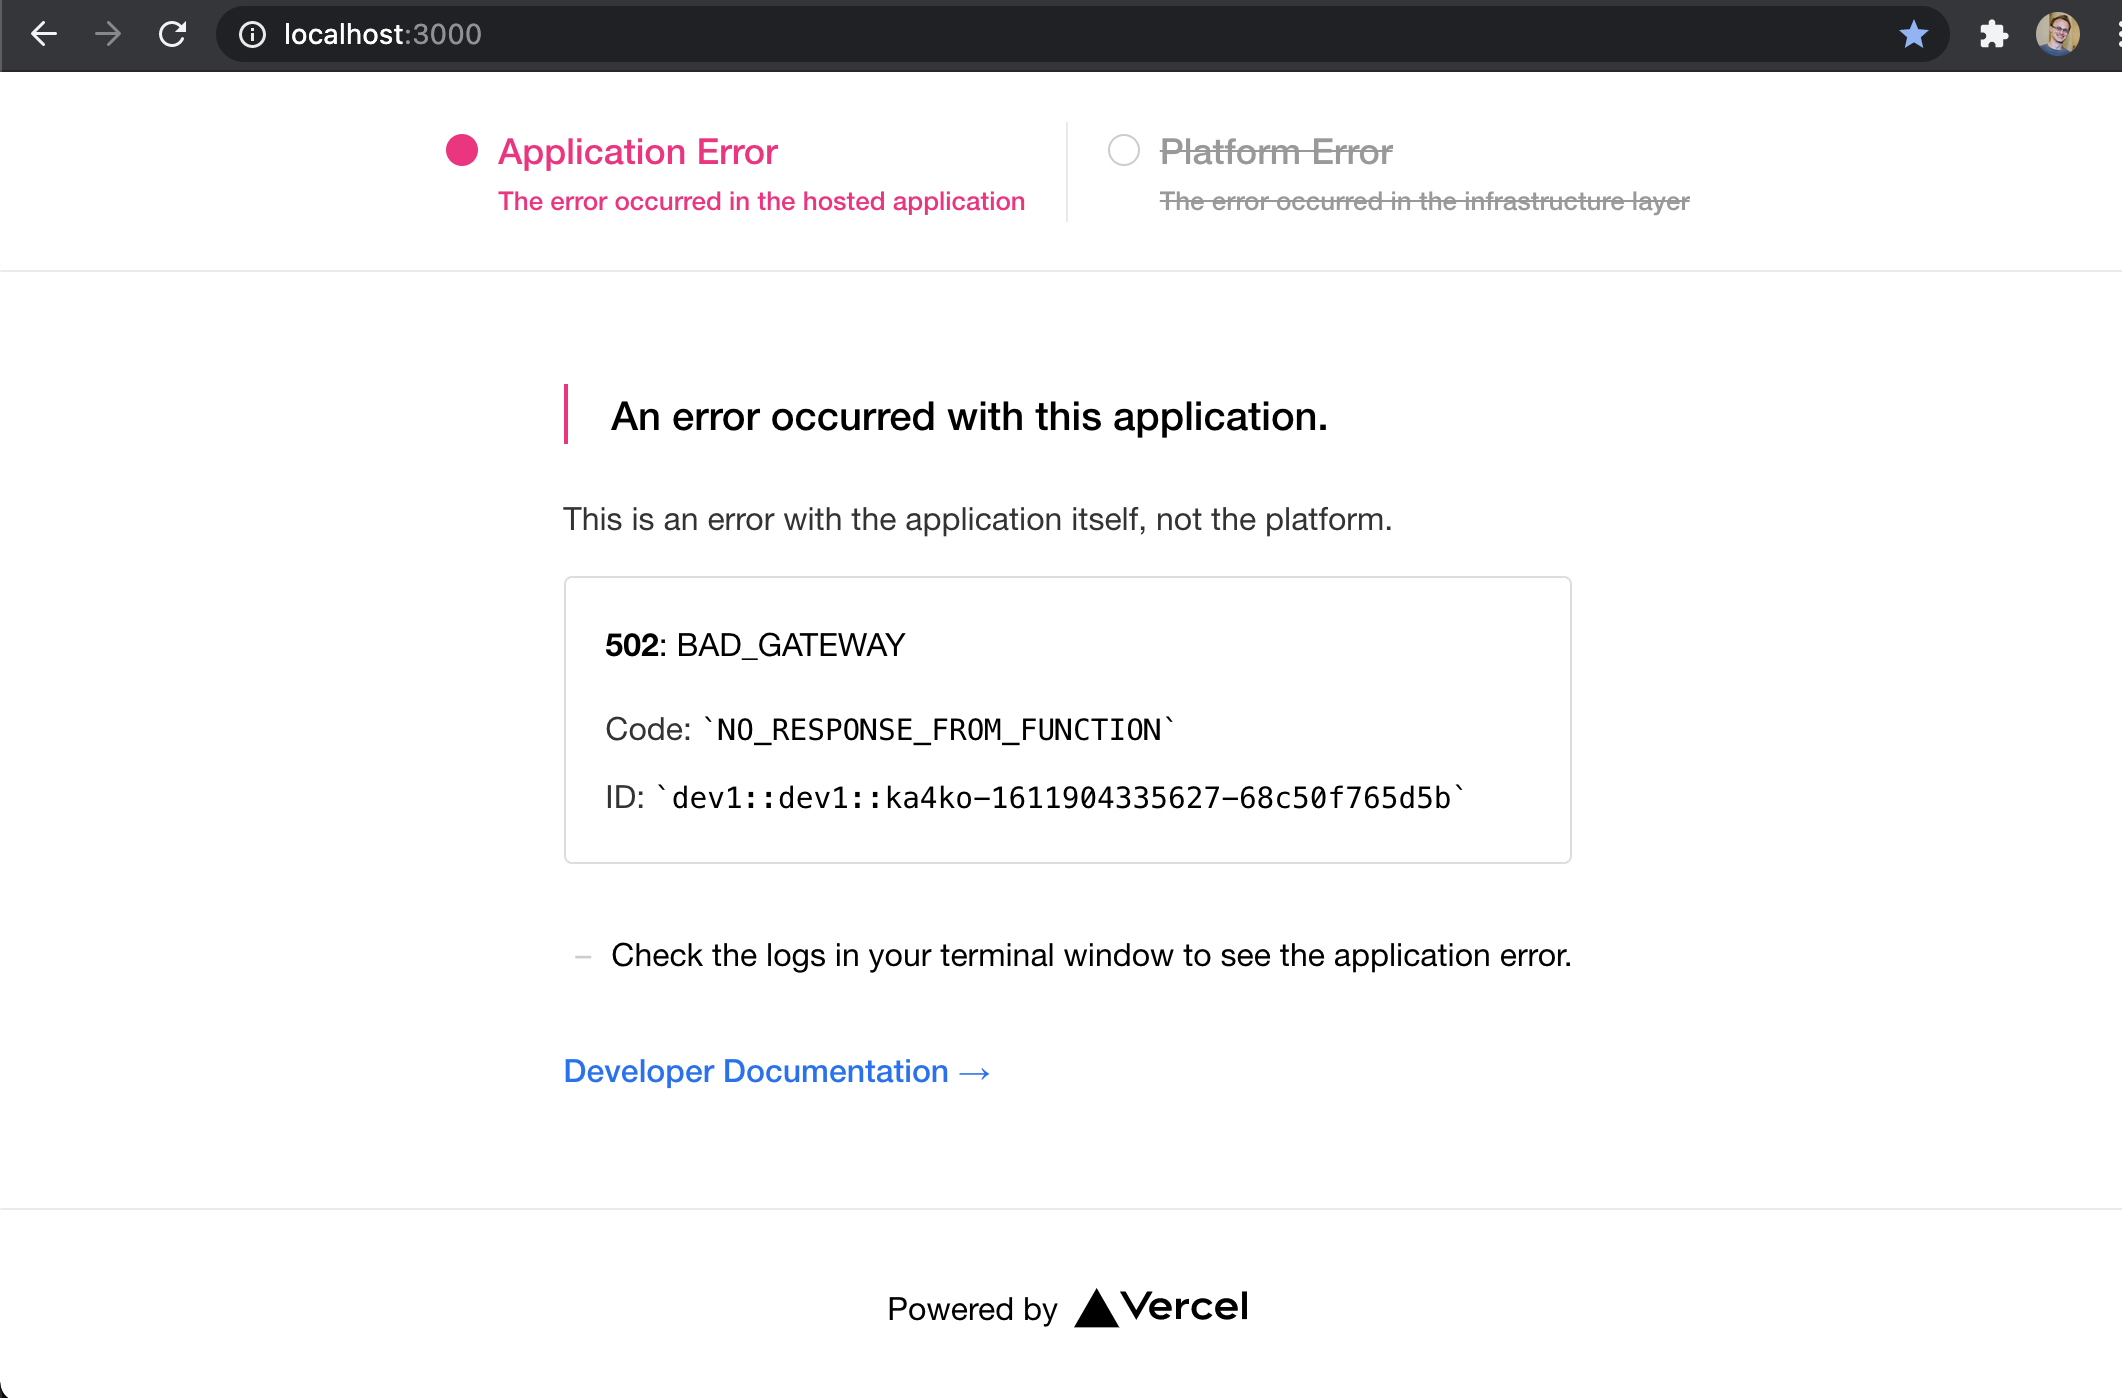 localhost:3000
Application Error
The error occurred in the hosted application
Platform Error
The error occurred in the infrastructure layer
An error occurred with this application.
This is an error with the application itself, not the platform.
502: BAD_GATEWAY
Code: `NO_RESPONSE_FROM_FUNCTION`
ID: `dev1::dev1::ka4ko-1611904335627-68c50f765d5b`
– Check the logs in your terminal window to see the application error.
Developer Documentation →
Powered by Vercel